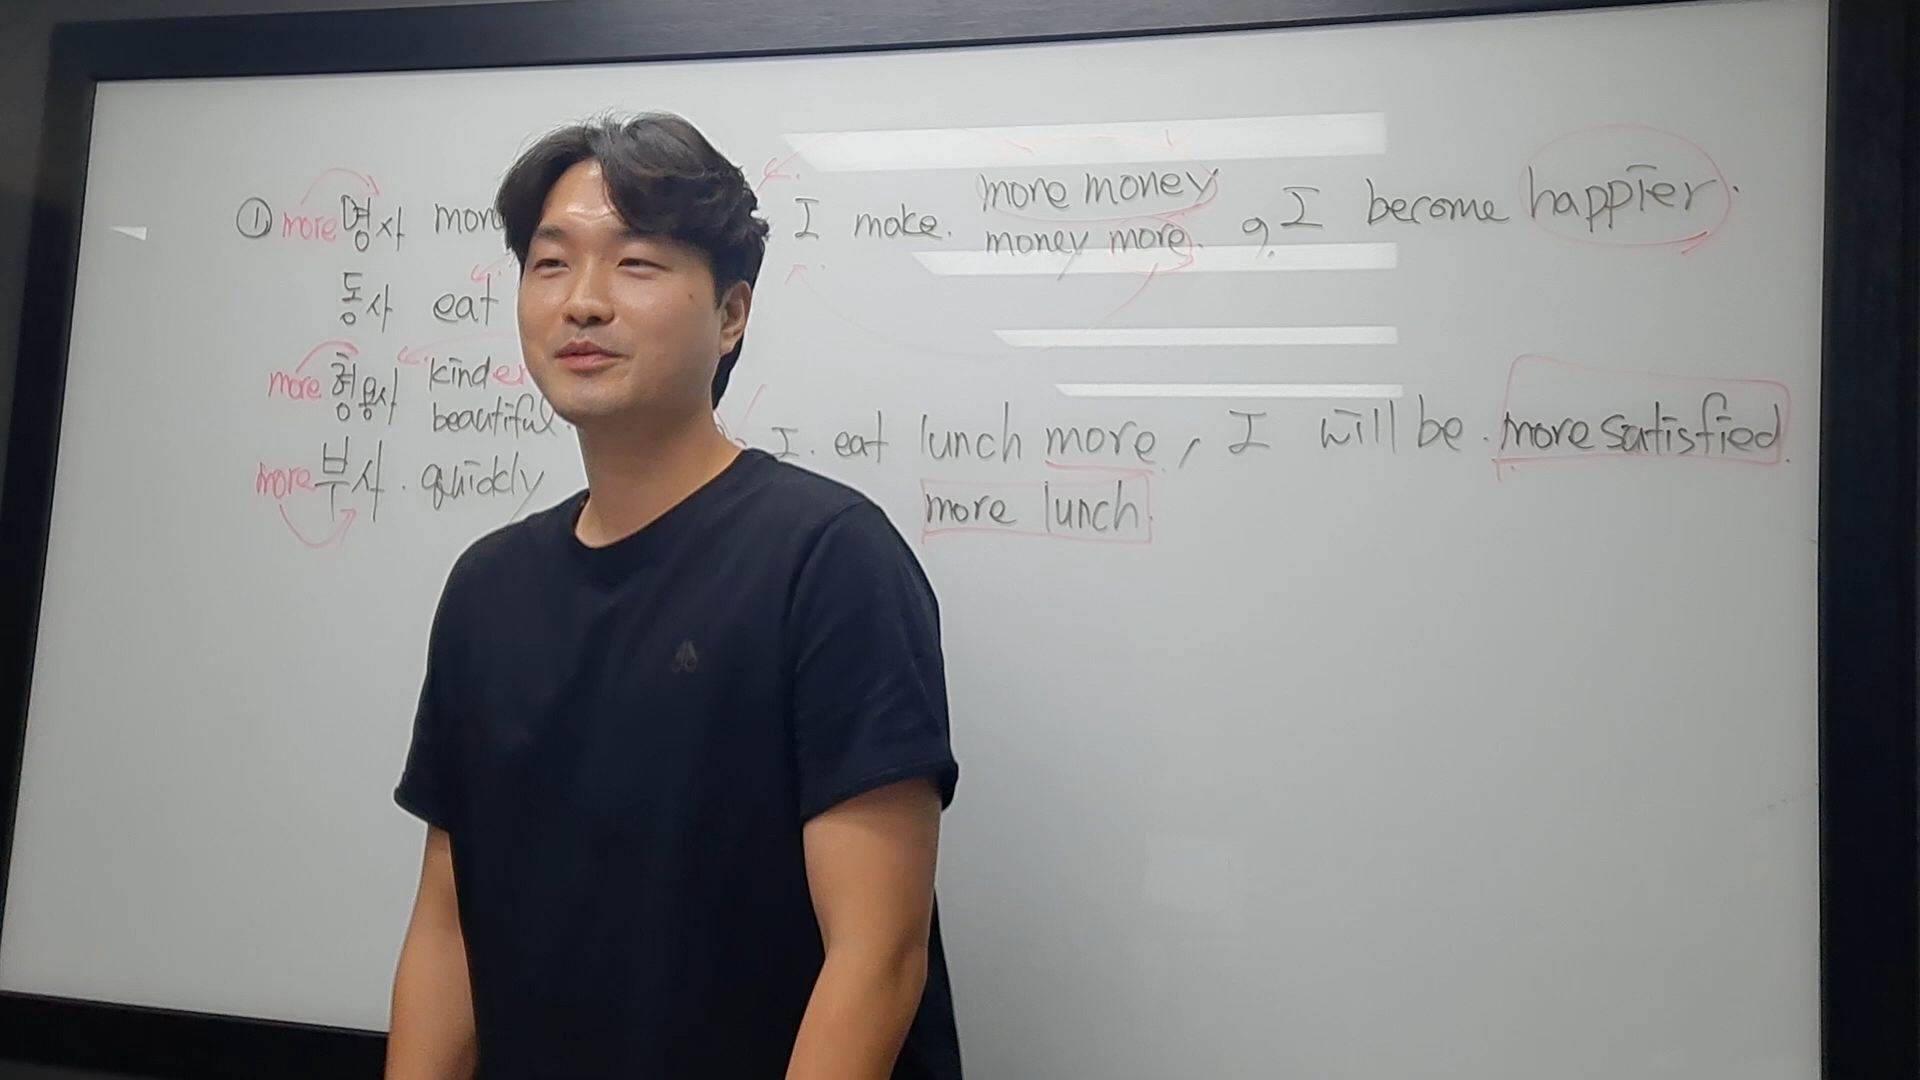 ① more 명사 I make. more money , I become happier.
money more.
동사 eat
more 형용사 kinder
beautiful. I. eat lunch more, I will be. more satisfied.
more 부사. quickly more lunch.